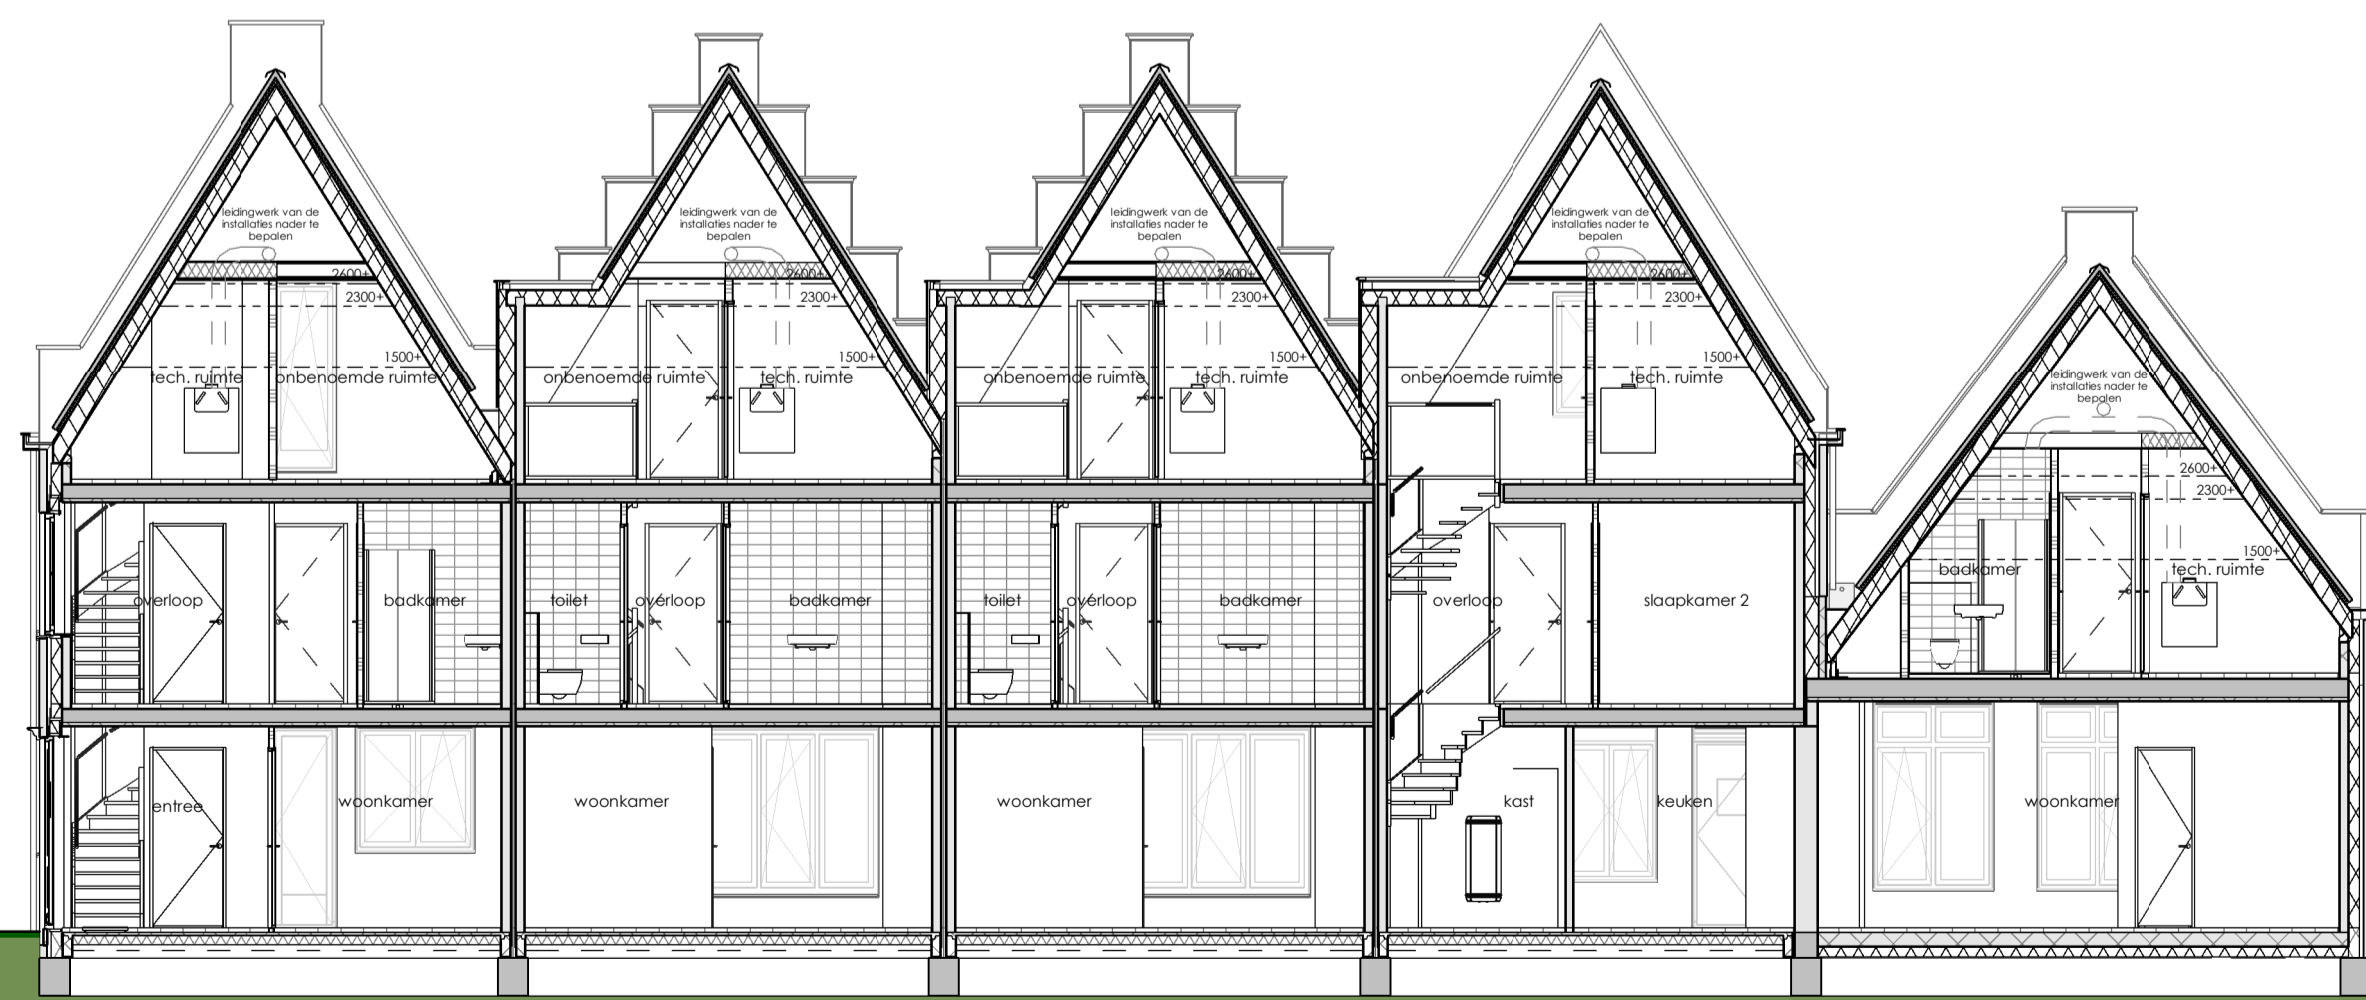 leidingwerk van de
installaties nader te
bepalen
leidingwerk van de
installaties nader te
bepalen
leidingwerk van de
installaties nader te
bepalen
leidingwerk van de
installaties nader te
bepalen
2600+
2600+
2600+
2600+
2300+
2300+
2300+
2300+
1500+
1500+
1500+
1500+
tech. ruimte
onbenoemde ruimte
onbenoemde ruimte
tech. ruimte
onbenoemde ruimte
tech. ruimte
onbenoemde ruimte
tech. ruimte
leidingwerk van de
installaties nader te
bepalen
2600+
2300+
1500+
badkamer
tech. ruimte
overloop
badkamer
toilet
overloop
badkamer
toilet
overloop
badkamer
overloop
slaapkamer 2
entree
woonkamer
woonkamer
woonkamer
kast
keuken
woonkamer